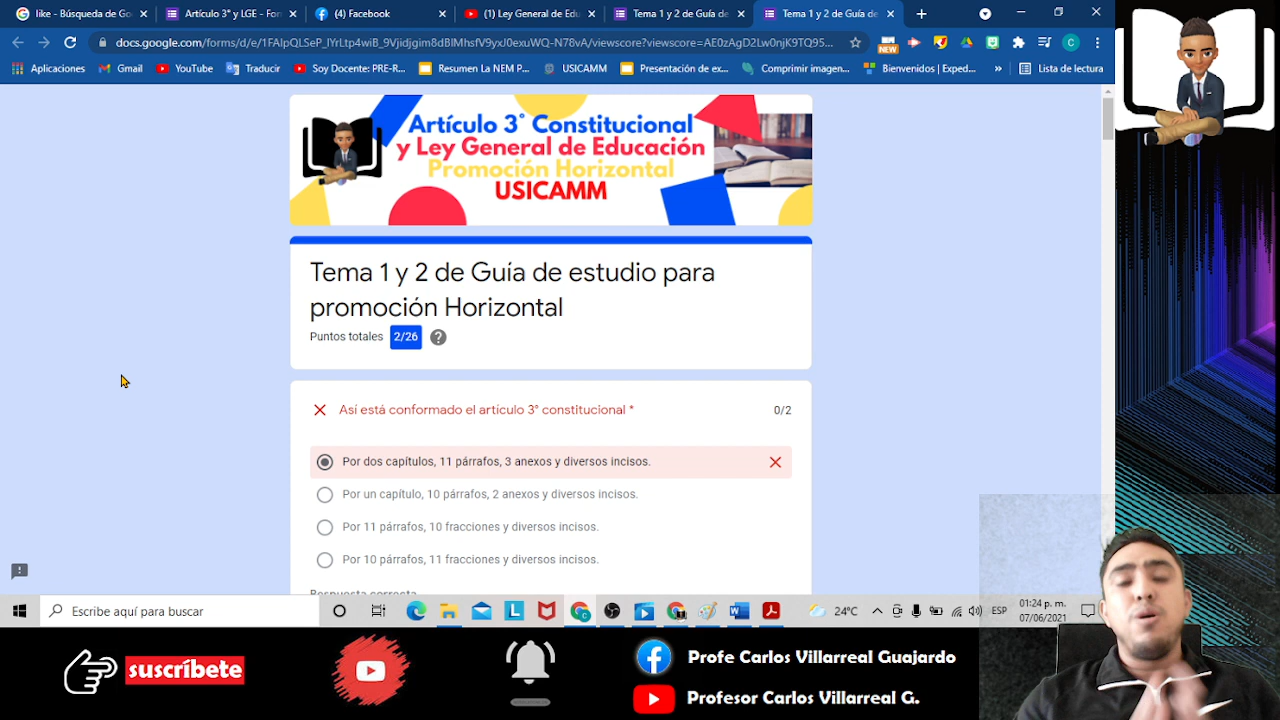 like - Búsqueda de Go
Artículo 3° y LGE - Fon
(4) Facebook
(1) Ley General de Edu
Tema 1 y 2 de Guía de
Tema 1 y 2 de Guía de
docs.google.com/forms/d/e/1FAIpQLSeP_lYrLtp4wiB_9Vjidjgim8dBlMhsfV9yxJ0exuWQ-N78vA/viewscore?viewscore=AE0zAgD2Lw0njK9TQ95...
NEW
C
Aplicaciones
Gmail
YouTube
Traducir
Soy Docente: PRE-R...
Resumen La NEM P...
USICAMM
Presentación de ex...
Comprimir imagen...
Bienvenidos | Exped...
»
Lista de lectura
Artículo 3° Constitucional
y Ley General de Educación
Promoción Horizontal
USICAMM
Tema 1 y 2 de Guía de estudio para
promoción Horizontal
Puntos totales 2/26 ?
Así está conformado el artículo 3° constitucional * 0/2
Por dos capítulos, 11 párrafos, 3 anexos y diversos incisos.
Por un capítulo, 10 párrafos, 2 anexos y diversos incisos.
Por 11 párrafos, 10 fracciones y diversos incisos.
Por 10 párrafos, 11 fracciones y diversos incisos.
Respuesta correcta
Escribe aquí para buscar
24°C
ESP
01:24 p. m.
07/06/2021
suscríbete
Profe Carlos Villarreal Guajardo
Profesor Carlos Villarreal G.